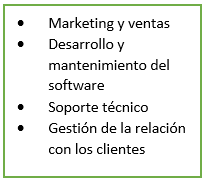 • Marketing y ventas
• Desarrollo y
mantenimiento del
software
• Soporte técnico
• Gestión de la relación
con los clientes